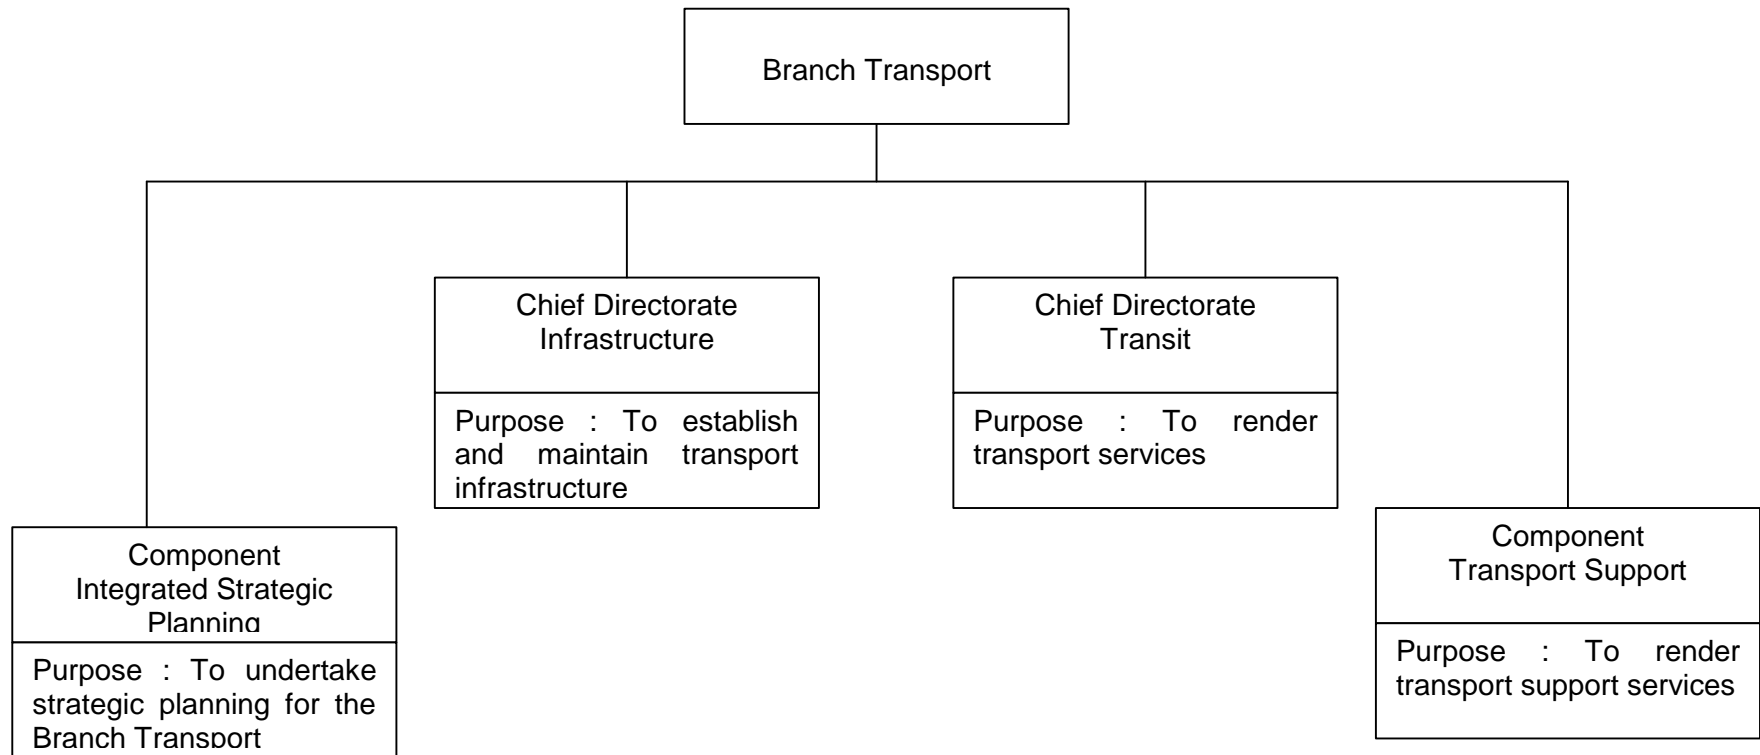 Branch Transport
Chief Directorate
Infrastructure
Purpose : To establish
and maintain transport
infrastructure
Chief Directorate
Transit
Purpose : To render
transport services
Component
Integrated Strategic
Planning
Purpose : To undertake
strategic planning for the
Branch Transport
Component
Transport Support
Purpose : To render
transport support services